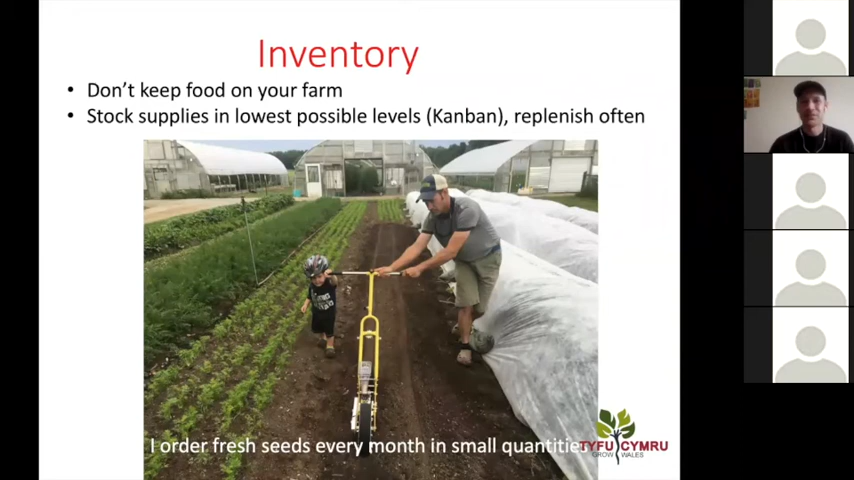 Inventory
• Don't keep food on your farm
• Stock supplies in lowest possible levels (Kanban), replenish often
I order fresh seeds every month in small quantities
TYFU CYMRU
GROW WALES